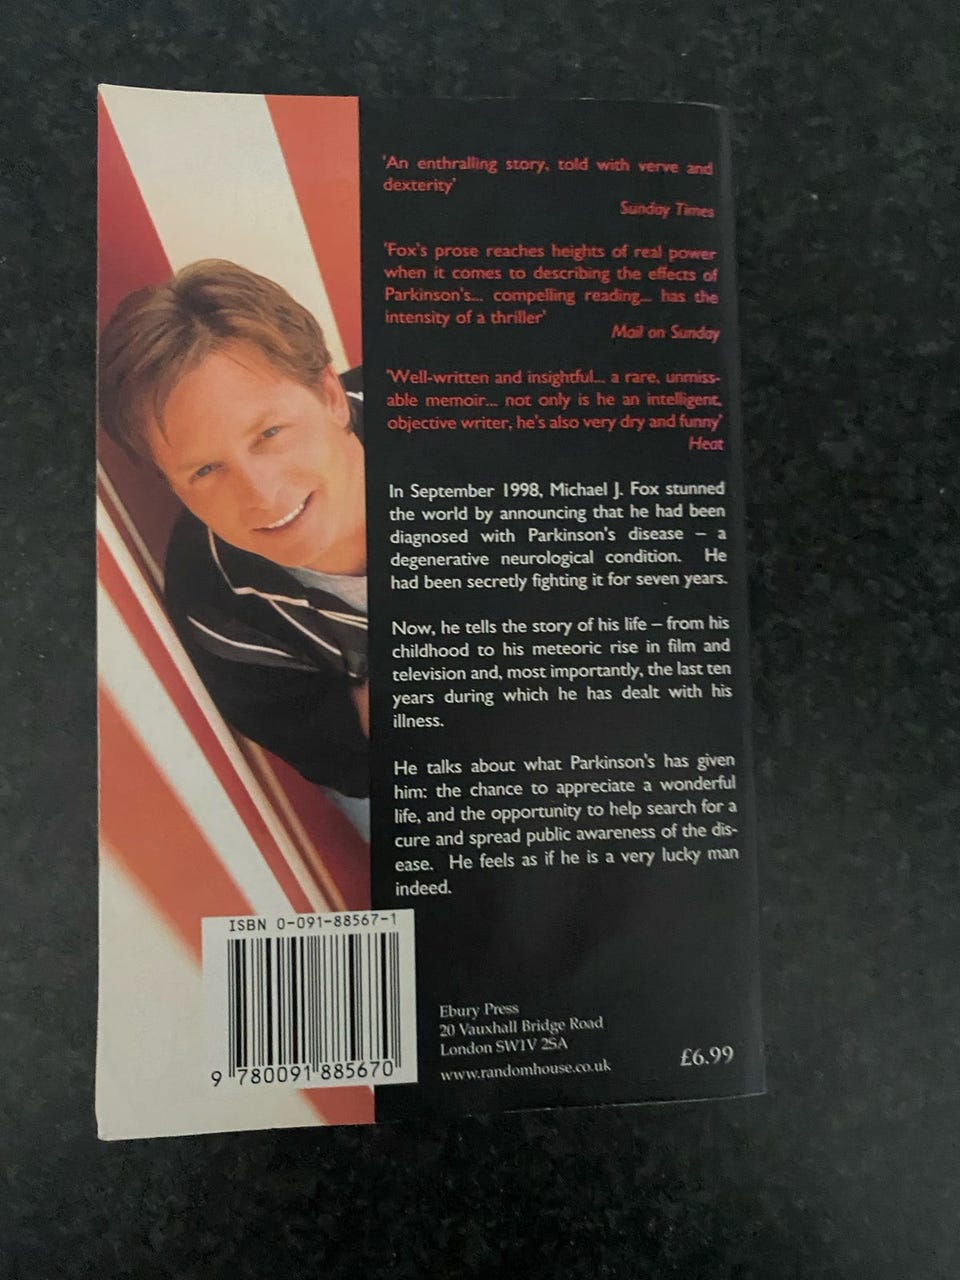 'An enthralling story, told with verve and
dexterity'
Sunday Times
'Fox's prose reaches heights of real power
when it comes to describing the effects of
Parkinson's... compelling reading... has the
intensity of a thriller'
Mail on Sunday
'Well-written and insightful... a rare, unmiss-
able memoir... not only is he an intelligent,
objective writer, he's also very dry and funny'
Heat
In September 1998, Michael J. Fox stunned
the world by announcing that he had been
diagnosed with Parkinson's disease – a
degenerative neurological condition. He
had been secretly fighting it for seven years.
Now, he tells the story of his life – from his
childhood to his meteoric rise in film and
television and, most importantly, the last ten
years during which he has dealt with his
illness.
He talks about what Parkinson's has given
him: the chance to appreciate a wonderful
life, and the opportunity to help search for a
cure and spread public awareness of the dis-
ease. He feels as if he is a very lucky man
indeed.
ISBN 0-091-88567-1
9 780091 885670
Ebury Press
20 Vauxhall Bridge Road
London SW1V 2SA
www.randomhouse.co.uk
£6.99